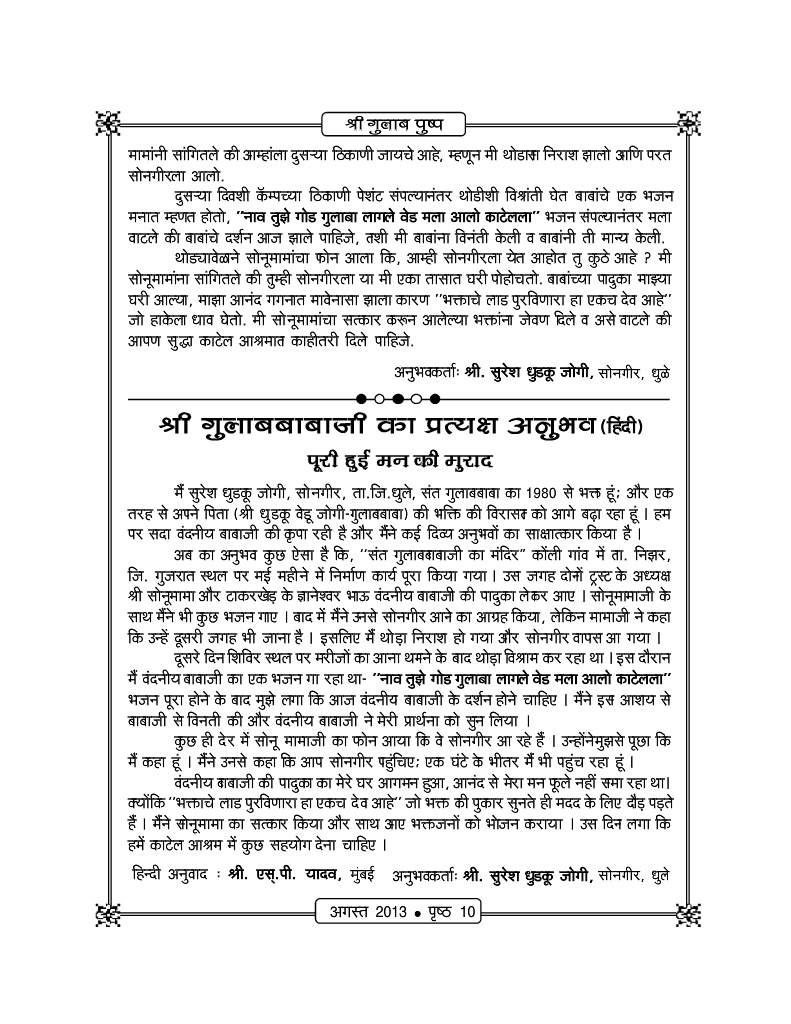 श्री गुलाब पुष्प
मामांनी सांगितले की आम्हांला दुसऱ्या ठिकाणी जायचे आहे, म्हणून मी थोडासा निराश झालो आणि परत
सोनगीरला आलो.
दुसऱ्या दिवशी कॅम्पच्या ठिकाणी पेशंट संपल्यानंतर थोडीशी विश्रांती घेत बाबांचे एक भजन
मनात म्हणत होतो, ''नाव तुझे गोड गुलाबा लागले वेड मला आलो काटेलला'' भजन संपल्यानंतर मला
वाटले की बाबांचे दर्शन आज झाले पाहिजे, तशी मी बाबांना विनंती केली व बाबांनी ती मान्य केली.
थोड्यावेळाने सोनूमामांचा फोन आला कि, आम्ही सोनगीरला येत आहोत तु कुठे आहे ? मी
सोनूमामांना सांगितले की तुम्ही सोनगीरला या मी एका तासात घरी पोहोचतो. बाबांच्या पादुका माझ्या
घरी आल्या, माझा आनंद गगनात मावेनासा झाला कारण ''भक्ताचे लाड पुरविणारा हा एकच देव आहे''
जो हाकेला धाव घेतो. मी सोनूमामांचा सत्कार करून आलेल्या भक्तांना जेवण दिले व असे वाटले की
आपण सुद्धा काटेल आश्रमात काहीतरी दिले पाहिजे.
अनुभवकर्ताः श्री. सुरेश धुडकू जोगी, सोनगीर, धुळे
श्री गुलाबबाबाजी का प्रत्यक्ष अनुभव (हिंदी)
पूरी हुई मन की मुराद
मैं सुरेश धुडकू जोगी, सोनगीर, ता.जि.धुले, संत गुलाबबाबा का 1980 से भक्त हूं; और एक
तरह से अपने पिता (श्री धुडकू वेडू जोगी-गुलाबबाबा) की भक्ति की विरासत को आगे बढ़ा रहा हूं । हम
पर सदा वंदनीय बाबाजी की कृपा रही है और मैंने कई दिव्य अनुभवों का साक्षात्कार किया है ।
अब का अनुभव कुछ ऐसा है कि, ''संत गुलाबबाबाजी का मंदिर'' कोंली गांव में ता. निझर,
जि. गुजरात स्थल पर मई महीने में निर्माण कार्य पूरा किया गया । उस जगह दोनों ट्रस्ट के अध्यक्ष
श्री सोनूमामा और टाकरखेड़ के ज्ञानेश्वर भाऊ वंदनीय बाबाजी की पादुका लेकर आए । सोनूमामाजी के
साथ मैंने भी कुछ भजन गाए । बाद में मैंने उनसे सोनगीर आने का आग्रह किया, लेकिन मामाजी ने कहा
कि उन्हें दूसरी जगह भी जाना है । इसलिए मैं थोड़ा निराश हो गया और सोनगीर वापस आ गया ।
दूसरे दिन शिविर स्थल पर मरीजों का आना थमने के बाद थोड़ा विश्राम कर रहा था । इस दौरान
मैं वंदनीय बाबाजी का एक भजन गा रहा था- ''नाव तुझे गोड गुलाबा लागले वेड मला आलो काटेलला''
भजन पूरा होने के बाद मुझे लगा कि आज वंदनीय बाबाजी के दर्शन होने चाहिए । मैंने इस आशय से
बाबाजी से विनती की और वंदनीय बाबाजी ने मेरी प्रार्थना को सुन लिया ।
कुछ ही देर में सोनू मामाजी का फोन आया कि वे सोनगीर आ रहे हैं । उन्होंनेमुझसे पूछा कि
मैं कहा हूं । मैंने उनसे कहा कि आप सोनगीर पहुंचिए; एक घंटे के भीतर मैं भी पहुंच रहा हूं ।
वंदनीय बाबाजी की पादुका का मेरे घर आगमन हुआ, आनंद से मेरा मन फूले नहीं समा रहा था।
क्योंकि ''भक्ताचे लाड पुरविणारा हा एकच देव आहे'' जो भक्त की पुकार सुनते ही मदद के लिए दौड़ पड़ते
हैं । मैंने सोनूमामा का सत्कार किया और साथ आए भक्तजनों को भोजन कराया । उस दिन लगा कि
हमें काटेल आश्रम में कुछ सहयोग देना चाहिए ।
हिन्दी अनुवाद : श्री. एस्.पी. यादव, मुंबई अनुभवकर्ताः श्री. सुरेश धुडकू जोगी, सोनगीर, धुले
अगस्त 2013 ● पृष्ठ 10